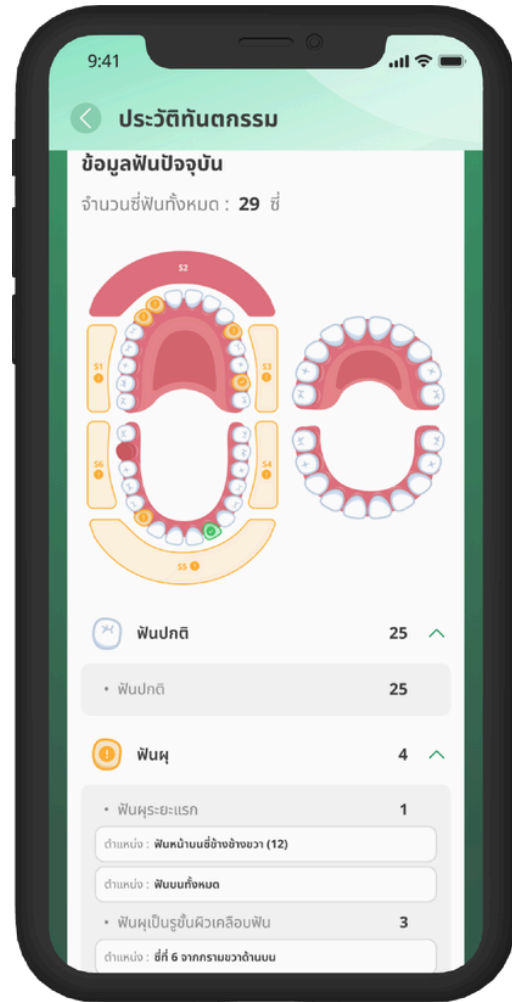 9:41
ประวัติทันตกรรม
ข้อมูลฟันปัจจุบัน
จำนวนซี่ฟันทั้งหมด : 29 ซี่
S2
S1
S3
S6
S4
S5
ฟันปกติ 25
• ฟันปกติ 25
ฟันผุ 4
• ฟันผุระยะแรก 1
ตำแหน่ง : ฟันหน้าบนซี่ข้างข้างขวา (12)
ตำแหน่ง : ฟันบนทั้งหมด
• ฟันผุเป็นรูชั้นผิวเคลือบฟัน 3
ตำแหน่ง : ซี่ที่ 6 จากกรามขวาด้านบน